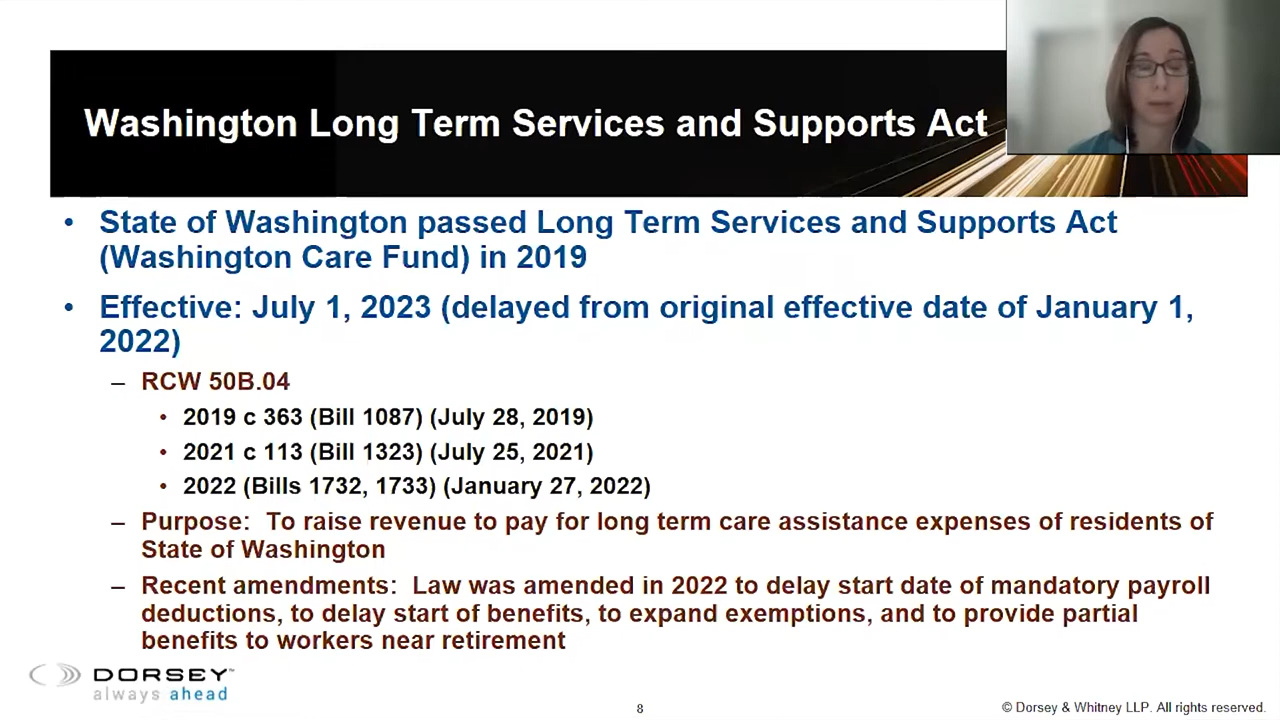 Washington Long Term Services and Supports Act
• State of Washington passed Long Term Services and Supports Act
(Washington Care Fund) in 2019
• Effective: July 1, 2023 (delayed from original effective date of January 1,
2022)
– RCW 50B.04
• 2019 c 363 (Bill 1087) (July 28, 2019)
• 2021 c 113 (Bill 1323) (July 25, 2021)
• 2022 (Bills 1732, 1733) (January 27, 2022)
– Purpose: To raise revenue to pay for long term care assistance expenses of residents of
State of Washington
– Recent amendments: Law was amended in 2022 to delay start date of mandatory payroll
deductions, to delay start of benefits, to expand exemptions, and to provide partial
benefits to workers near retirement
DORSEY™
always ahead
8
© Dorsey & Whitney LLP. All rights reserved.